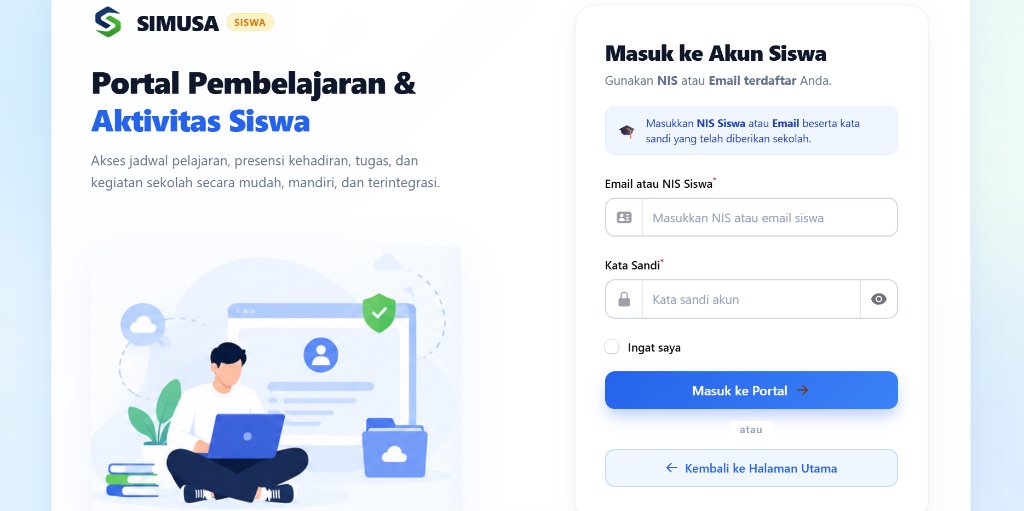 SIMUSA SISWA
Portal Pembelajaran &
Aktivitas Siswa
Akses jadwal pelajaran, presensi kehadiran, tugas, dan
kegiatan sekolah secara mudah, mandiri, dan terintegrasi.
Masuk ke Akun Siswa
Gunakan NIS atau Email terdaftar Anda.
Masukkan NIS Siswa atau Email beserta kata
sandi yang telah diberikan sekolah.
Email atau NIS Siswa*
Masukkan NIS atau email siswa
Kata Sandi*
Kata sandi akun
Ingat saya
Masuk ke Portal →
atau
← Kembali ke Halaman Utama